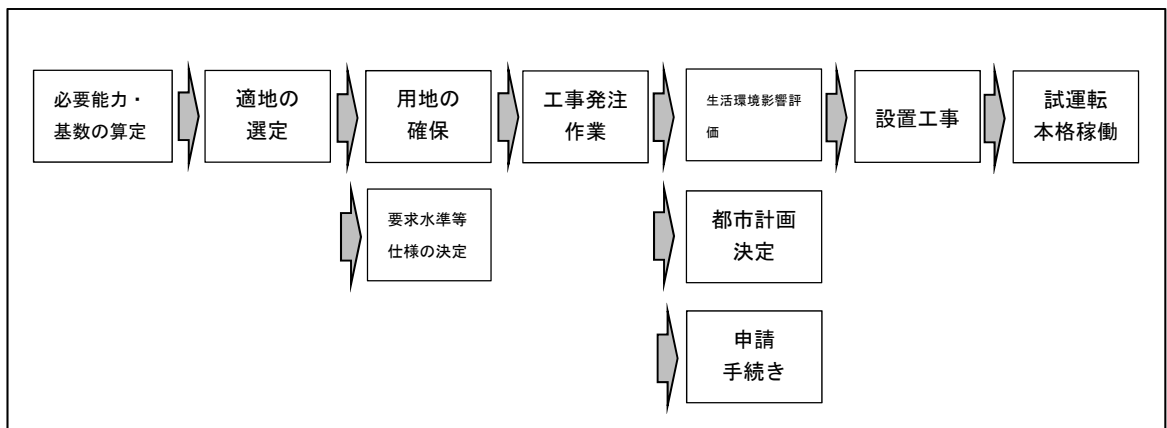 必要能力・
基数の算定
適地の
選定
用地の
確保
工事発注
作業
生活環境影響評
価
設置工事
試運転
本格稼働
要求水準等
仕様の決定
都市計画
決定
申請
手続き